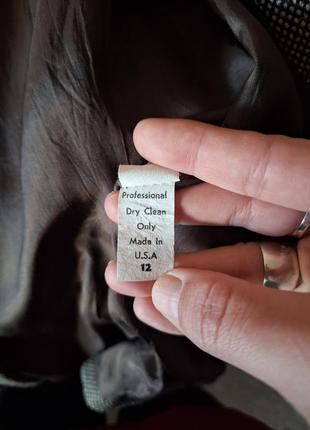 Professional
Dry Clean
Only
Made In
U.S.A
12